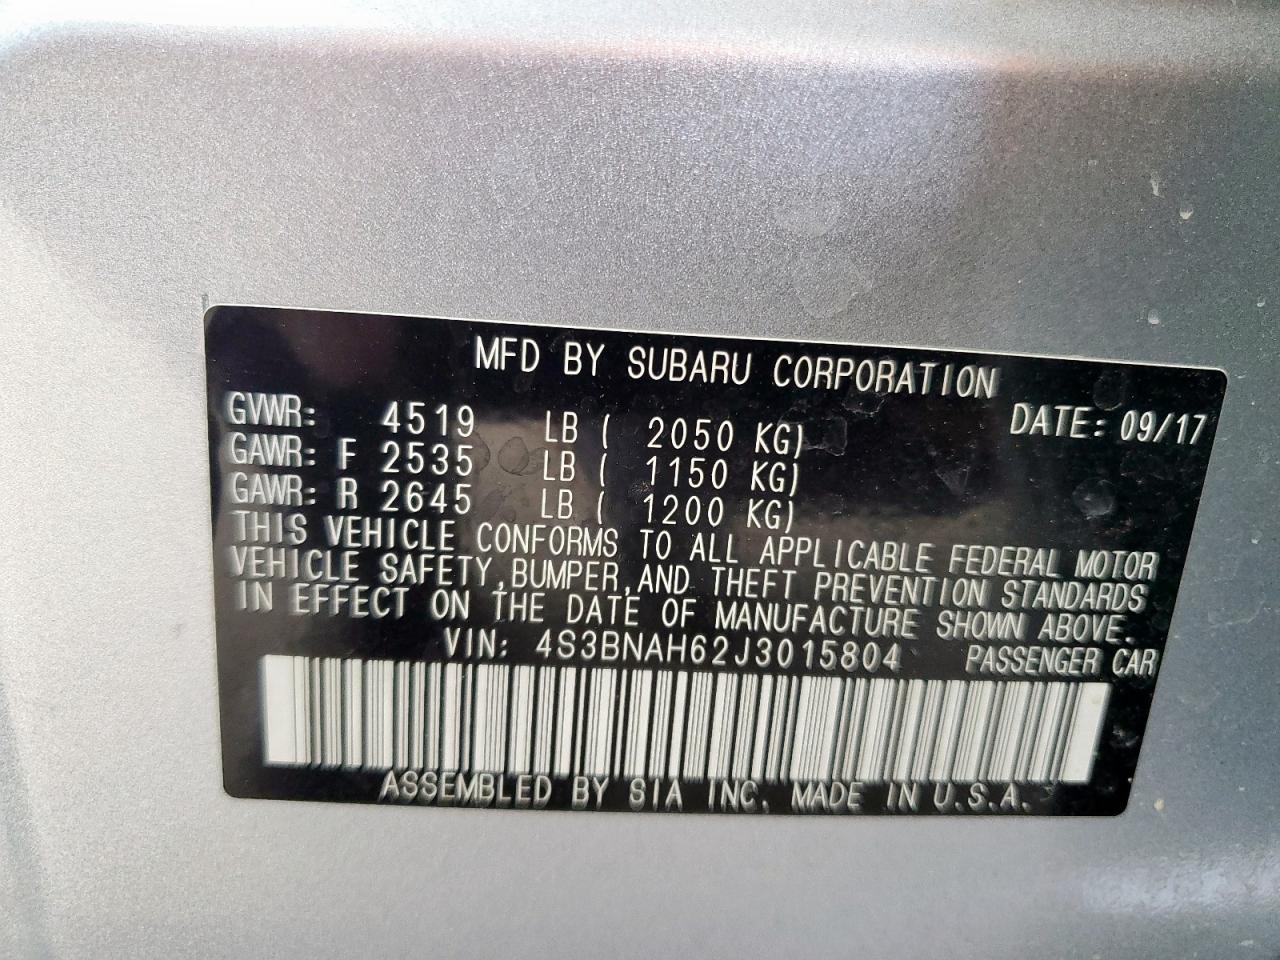 MFD BY SUBARU CORPORATION
GVWR: 4519 LB ( 2050 KG) DATE: 09/17
GAWR: F 2535 LB ( 1150 KG)
GAWR: R 2645 LB ( 1200 KG)
THIS VEHICLE CONFORMS TO ALL APPLICABLE FEDERAL MOTOR
VEHICLE SAFETY, BUMPER, AND THEFT PREVENTION STANDARDS
IN EFFECT ON THE DATE OF MANUFACTURE SHOWN ABOVE.
VIN: 4S3BNAH62J3015804 PASSENGER CAR
ASSEMBLED BY SIA INC. MADE IN U.S.A.